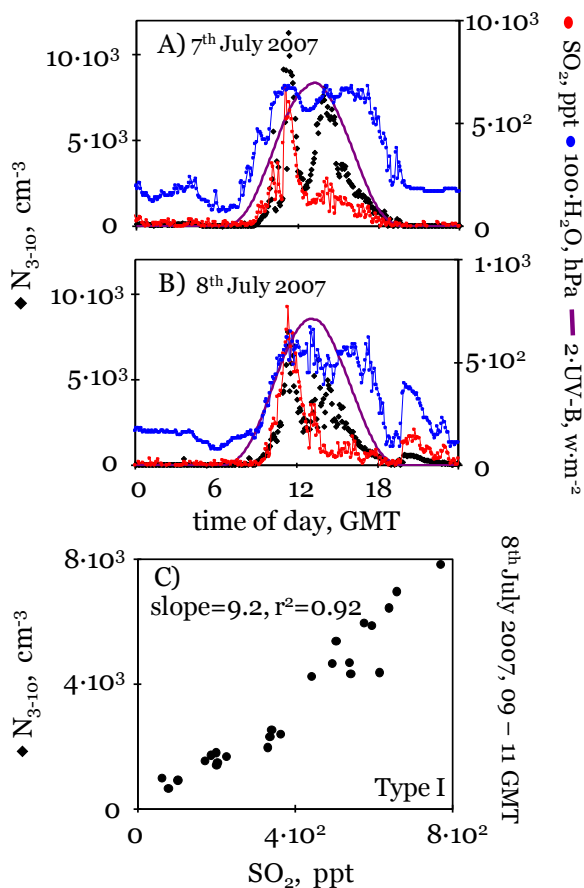 A) 7th July 2007
10·10³
5·10³
0
10·10²
5·10²
0
◆ N3-10, cm-3
● SO2, ppt ● 100·H2O, hPa — 2·UV-B, w·m-2
B) 8th July 2007
10·10³
5·10³
0
1·10³
5·10²
0
0 6 12 18
time of day, GMT
C)
slope=9.2, r²=0.92
8·10³
4·10³
0
◆ N3-10, cm-3
Type I
8th July 2007, 09 – 11 GMT
0 4·10² 8·10²
SO2, ppt